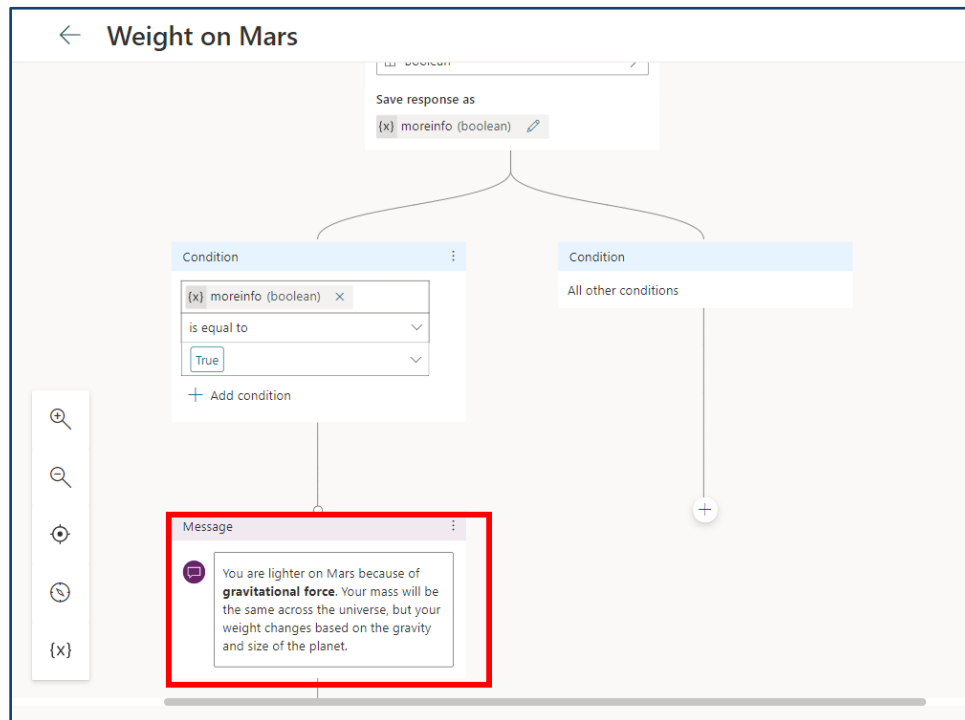 Weight on Mars
Boolean
Save response as
{x} moreinfo (boolean)
Condition
{x} moreinfo (boolean) ×
is equal to
True
+ Add condition
Condition
All other conditions
Message
You are lighter on Mars because of
gravitational force. Your mass will be
the same across the universe, but your
weight changes based on the gravity
and size of the planet.
{x}